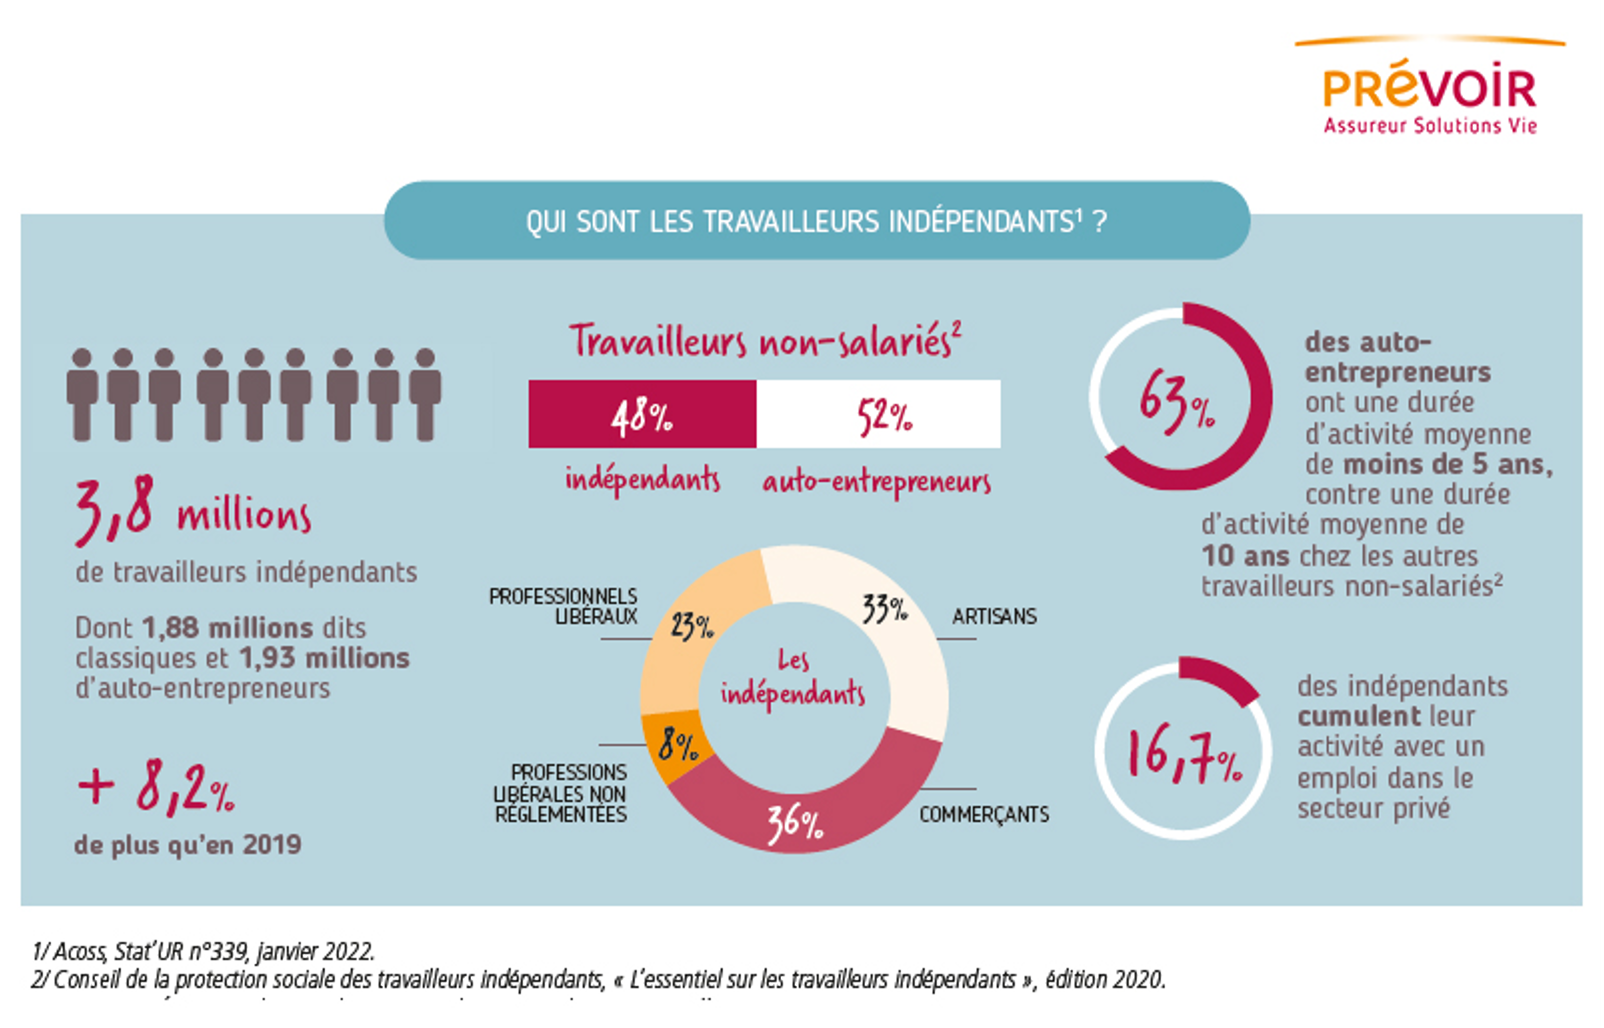 PRÉVOIR
Assureur Solutions Vie
QUI SONT LES TRAVAILLEURS INDÉPENDANTS¹ ?
3,8 millions
de travailleurs indépendants
Dont 1,88 millions dits
classiques et 1,93 millions
d'auto-entrepreneurs
+ 8,2%
de plus qu'en 2019
Travailleurs non-salariés²
48% 52%
indépendants auto-entrepreneurs
PROFESSIONNELS
LIBÉRAUX
23%
33%
ARTISANS
Les
indépendants
8%
PROFESSIONS
LIBÉRALES NON
RÉGLEMENTÉES
36%
COMMERÇANTS
63%
des auto-
entrepreneurs
ont une durée
d'activité moyenne
de moins de 5 ans,
contre une durée
d'activité moyenne de
10 ans chez les autres
travailleurs non-salariés²
16,7%
des indépendants
cumulent leur
activité avec un
emploi dans le
secteur privé
1/ Acoss, Stat'UR n°339, janvier 2022.
2/ Conseil de la protection sociale des travailleurs indépendants, « L'essentiel sur les travailleurs indépendants », édition 2020.